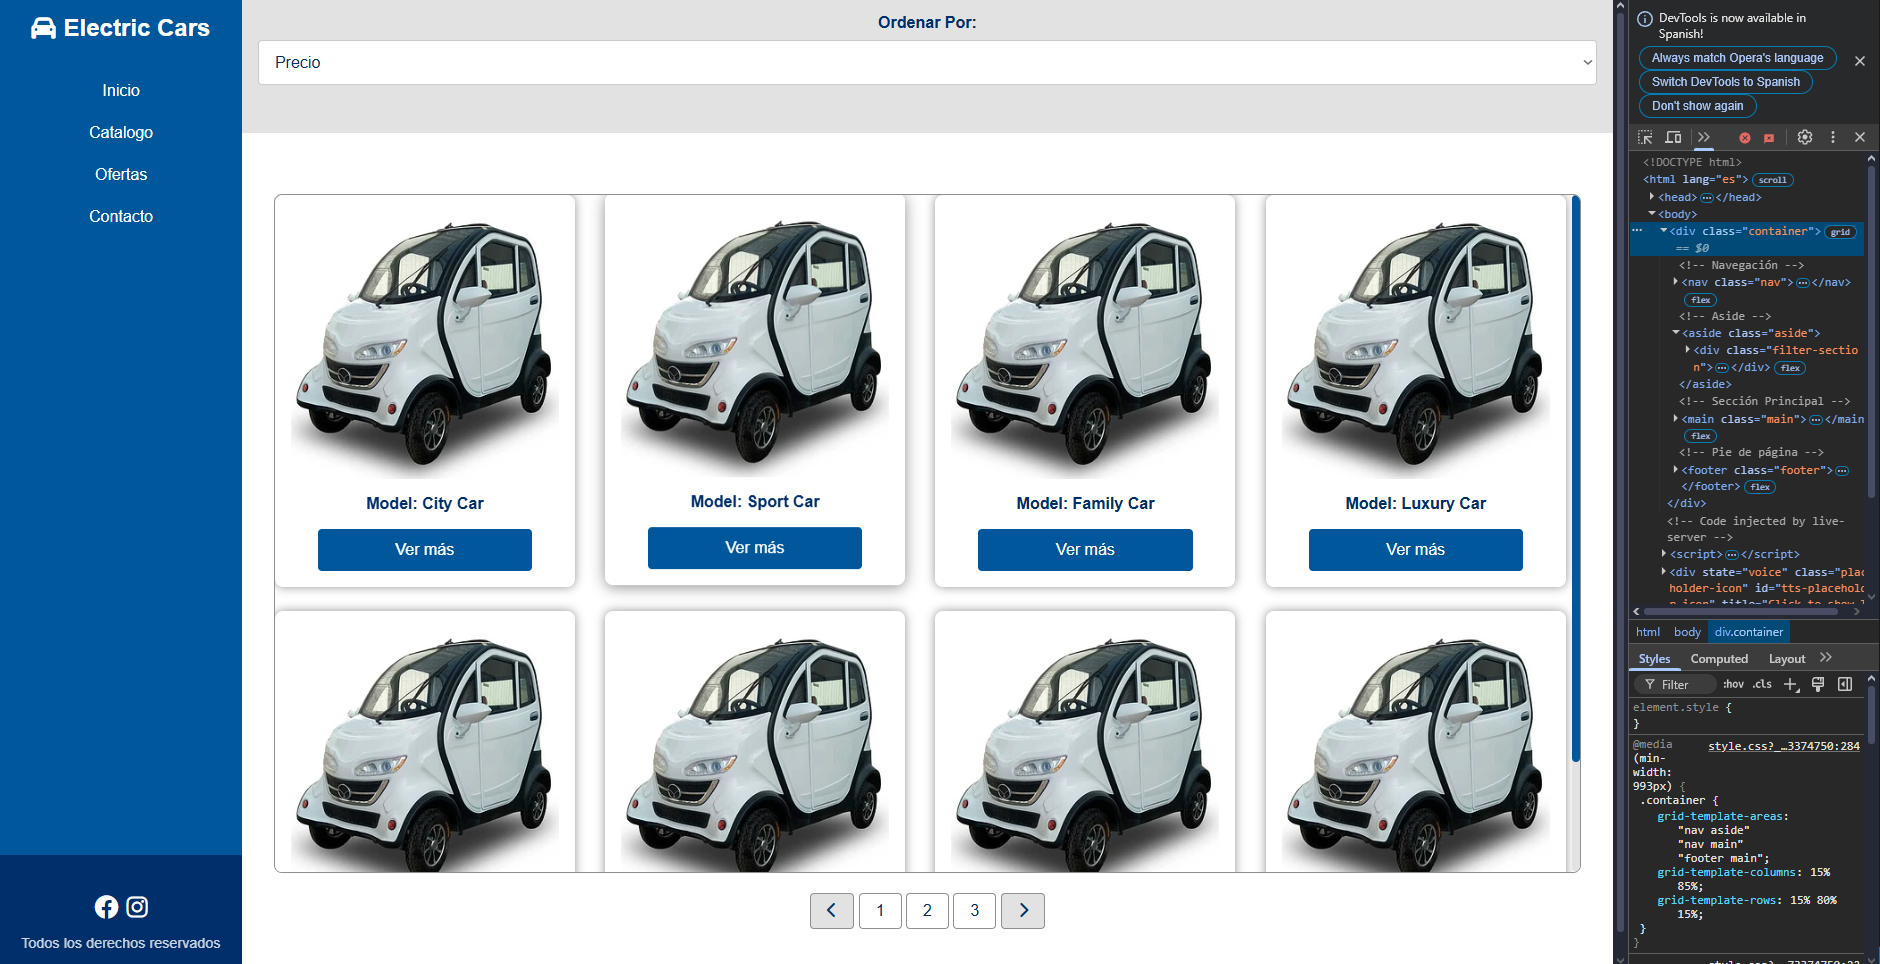 Electric Cars
Inicio
Catalogo
Ofertas
Contacto
Todos los derechos reservados
Ordenar Por:
Precio
Model: City Car
Ver más
Model: Sport Car
Ver más
Model: Family Car
Ver más
Model: Luxury Car
Ver más
1
2
3
DevTools is now available in
Spanish!
Always match Opera's language
Switch DevTools to Spanish
Don't show again
<!DOCTYPE html>
<html lang="es"> scroll
<head> … </head>
<body>
… <div class="container"> grid
== $0
<!-- Navegación -->
<nav class="nav"> … </nav>
flex
<!-- Aside -->
<aside class="aside">
<div class="filter-sectio
n"> … </div> flex
</aside>
<!-- Sección Principal -->
<main class="main"> … </main
flex
<!-- Pie de página -->
<footer class="footer"> …
</footer> flex
</div>
<!-- Code injected by live-
server -->
<script> … </script>
<div state="voice" class="plac
holder-icon" id="tts-placehold
html body div.container
Styles Computed Layout
Filter :hov .cls
element.style {
}
@media style.css?_…3374750:284
(min-
width:
993px) {
.container {
grid-template-areas:
"nav aside"
"nav main"
"footer main";
grid-template-columns: 15%
85%;
grid-template-rows: 15% 80%
15%;
}
}